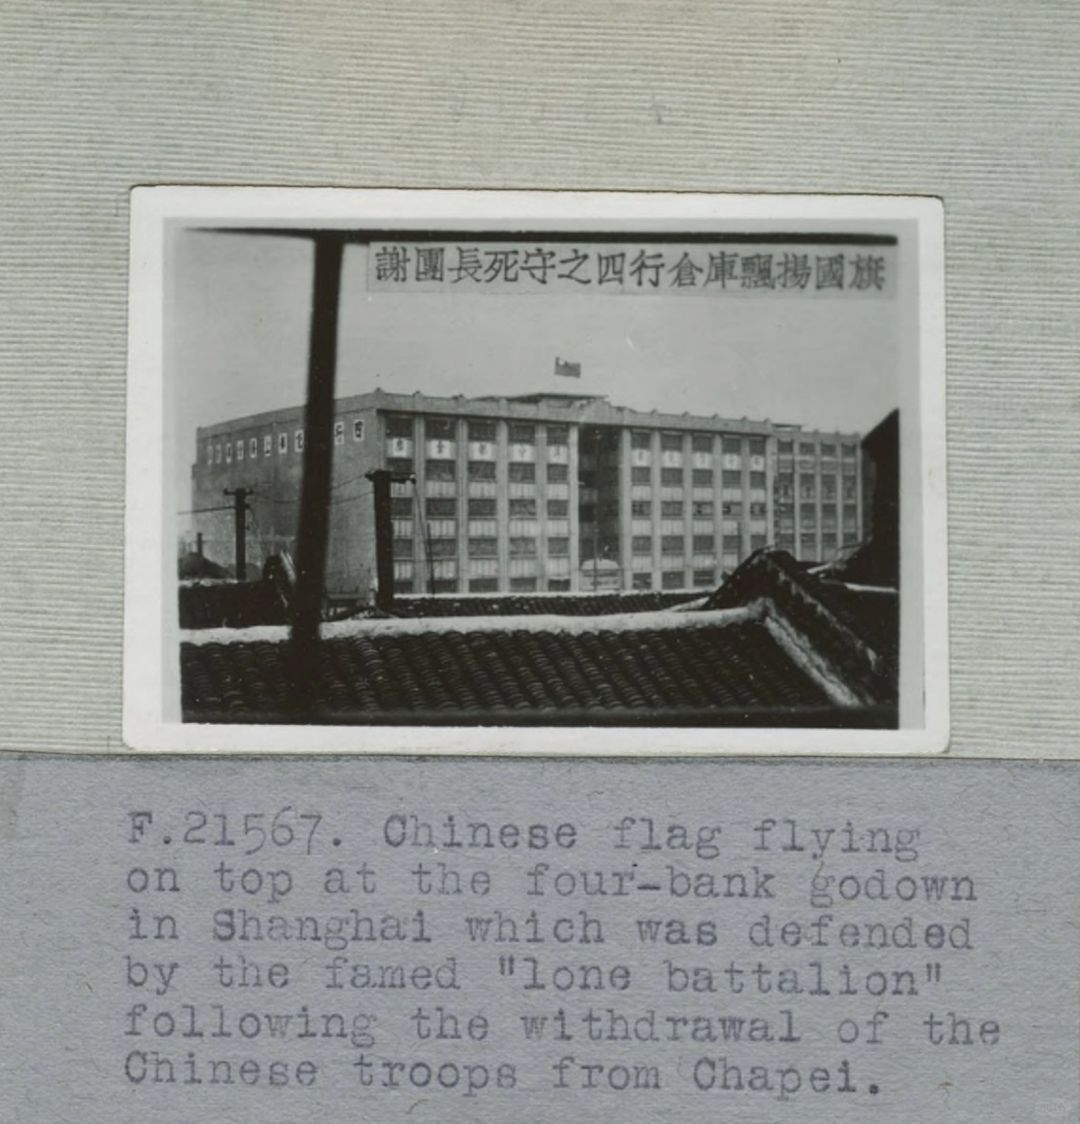 謝團長死守之四行倉庫飄揚國旗
F.21567. Chinese flag flying
on top at the four-bank godown
in Shanghai which was defended
by the famed "lone battalion"
following the withdrawal of the
Chinese troops from Chapei.